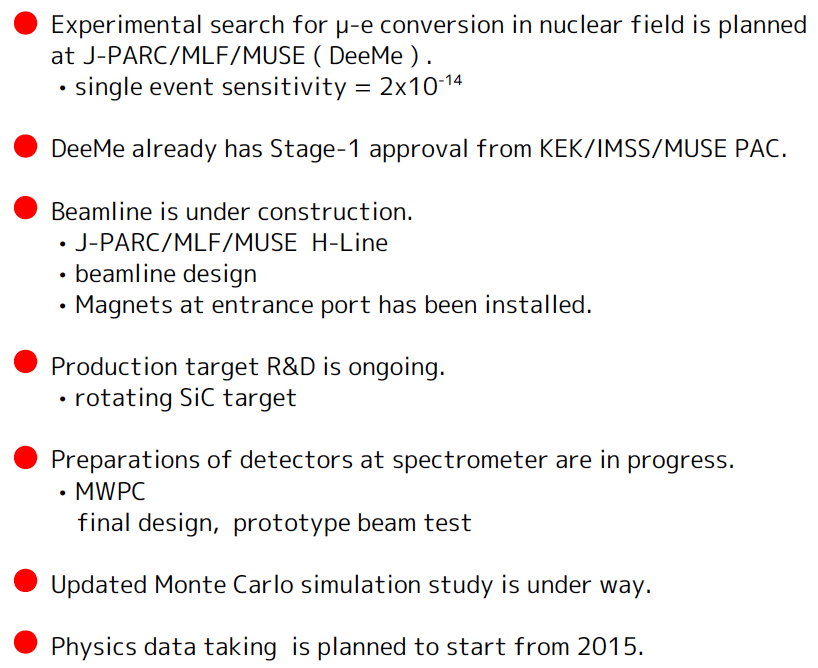 ● Experimental search for μ-e conversion in nuclear field is planned
at J-PARC/MLF/MUSE ( DeeMe ) .
・single event sensitivity = 2x10⁻¹⁴
● DeeMe already has Stage-1 approval from KEK/IMSS/MUSE PAC.
● Beamline is under construction.
・J-PARC/MLF/MUSE  H-Line
・beamline design
・Magnets at entrance port has been installed.
● Production target R&D is ongoing.
・rotating SiC target
● Preparations of detectors at spectrometer are in progress.
・MWPC
final design,  prototype beam test
● Updated Monte Carlo simulation study is under way.
● Physics data taking  is planned to start from 2015.